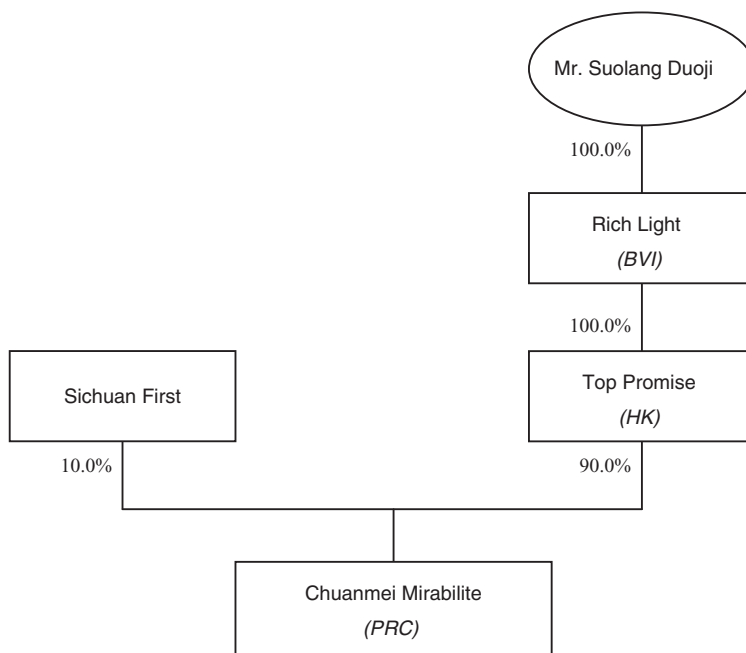 Mr. Suolang Duoji
100.0%
Rich Light
(BVI)
100.0%
Sichuan First
Top Promise
(HK)
10.0%
90.0%
Chuanmei Mirabilite
(PRC)